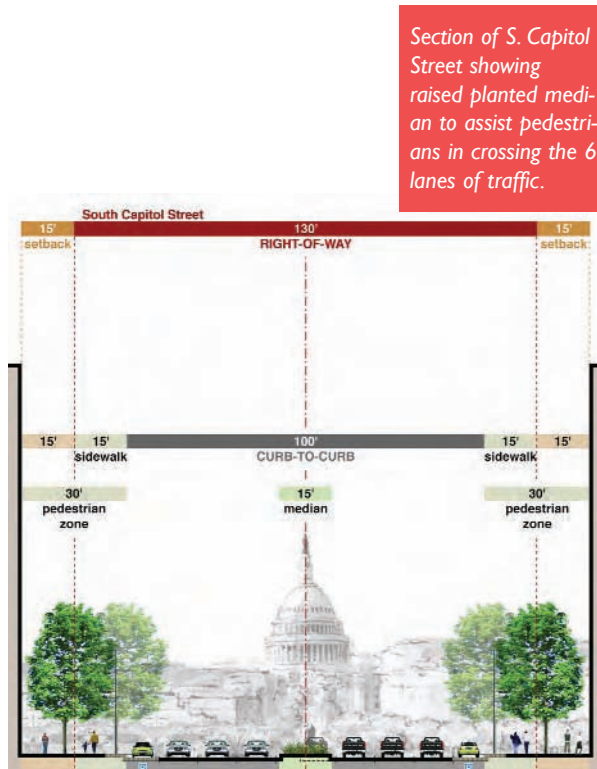 Section of S. Capitol
Street showing
raised planted medi-
an to assist pedestri-
ans in crossing the 6
lanes of traffic.
South Capitol Street
15' 130' 15'
setback RIGHT-OF-WAY setback
15' 15' 100' 15' 15'
sidewalk CURB-TO-CURB sidewalk
30' 15' 30'
pedestrian median pedestrian
zone zone